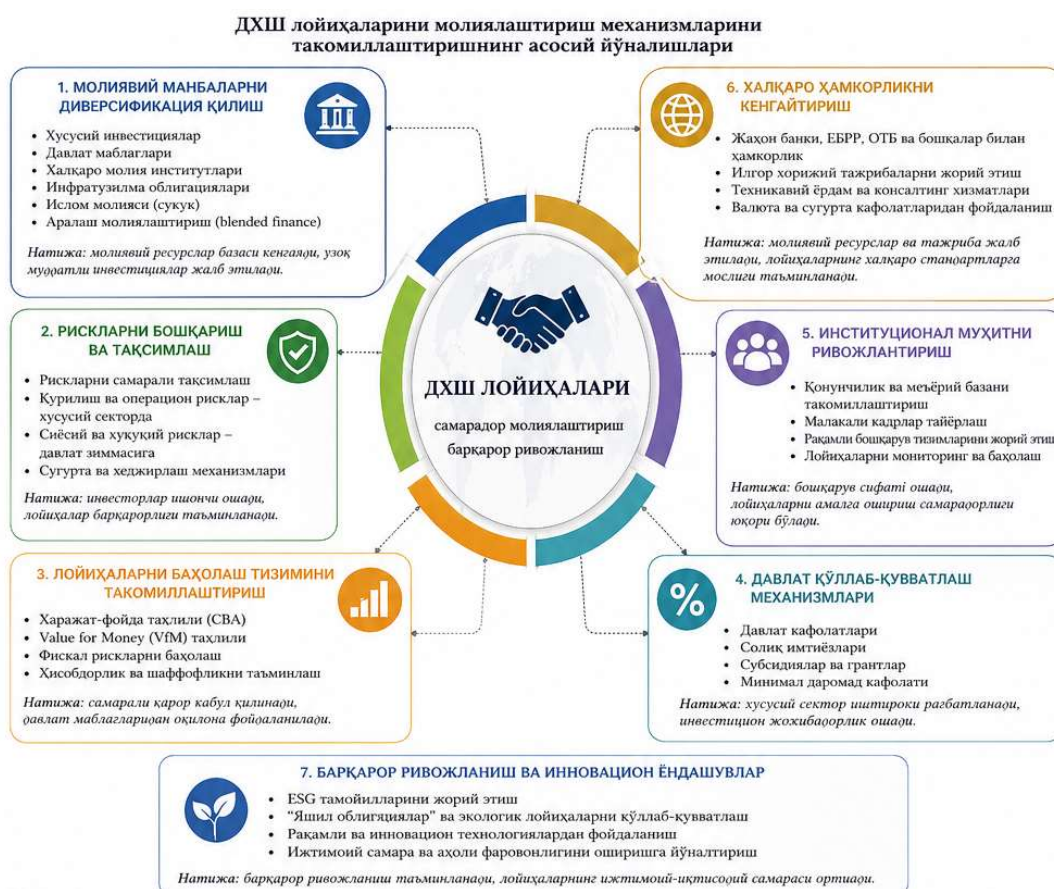 ДХШ лойиҳаларини молиялаштириш механизмларини
такомиллаштиришнинг асосий йўналишлари
1. МОЛИЯВИЙ МАНБАЛАРНИ
ДИВЕРСИФИКАЦИЯ ҚИЛИШ
• Хусусий инвестициялар
• Давлат маблаглари
• Халқаро молия институтлари
• Инфратузилма облигациялари
• Ислом молияси (сукук)
• Аралаш молиялаштириш (blended finance)
Натижа: молиявий ресурслар базаси кенгаяди, узоқ
муддатли инвестициялар жалб этилади.
2. РИСКЛАРНИ БОШҚАРИШ
ВА ТАҚСИМЛАШ
• Рискларни самарали тақсимлаш
• Қурилиш ва операцион рисклар –
хусусий секторда
• Сиёсий ва хуқуқий рисклар –
давлат зиммасига
• Сугурта ва хеджирлаш механизмлари
Натижа: инвесторлар ишончи ошади,
лойиҳалар барқарорлиги таъминланади.
3. ЛОЙИҲАЛАРНИ БАҲОЛАШ ТИЗИМИНИ
ТАКОМИЛЛАШТИРИШ
• Харажат-фойда таҳлили (CBA)
• Value for Money (VfM) таҳлили
• Фискал рискларни баҳолаш
• Ҳисобдорлик ва шаффофликни таъминлаш
Натижа: самарали қарор кабул қилинади,
давлат маблагларидан оқилона фойдаланилади.
ДХШ ЛОЙИҲАЛАРИ
самарадор молиялаштириш
барқарор ривожланиш
6. ХАЛҚАРО ҲАМКОРЛИКНИ
КЕНГАЙТИРИШ
• Жаҳон банки, ЕБРР, ОТБ ва бошқалар билан
ҳамкорлик
• Илгор хорижий тажрибаларни жорий этиш
• Техникавий ёрдам ва консалтинг хизматлари
• Валюта ва сугурта кафолатларидан фойдаланиш
Натижа: молиявий ресурслар ва тажриба жалб
этилади, лойиҳаларнинг халқаро стандартларга
мослиги таъминланади.
5. ИНСТИТУЦИОНАЛ МУҲИТНИ
РИВОЖЛАНТИРИШ
• Қонунчилик ва меъёрий базани
такомиллаштириш
• Малакали кадрлар тайёрлаш
• Рақамли бошқарув тизимларини жорий этиш
• Лойиҳаларни мониторинг ва баҳолаш
Натижа: бошқарув сифаті ошади,
лойиҳаларни амалга ошириш самарадорлиги
юқори бўлади.
4. ДАВЛАТ ҚЎЛЛАБ-ҚУВВАТЛАШ
МЕХАНИЗМЛАРИ
%
• Давлат кафолатлари
• Солиқ имтиёзлари
• Субсидиялар ва грантлар
• Минимал даромад кафолати
Натижа: хусусий сектор иштироки рагбатланади,
инвестицион жожибадорлик ошади.
7. БАРҚАРОР РИВОЖЛАНИШ ВА ИННОВАЦИОН ЁНДАШУВЛАР
• ESG тамойилларини жорий этиш
• "Яшил облигациялар" ва экологик лойиҳаларни қўллаб-қувватлаш
• Рақамли ва инновацион технологиялардан фойдаланиш
• Ижтимоий самара ва аҳоли фаровонлигини оширишга йўналтириш
Натижа: барқарор ривожланиш таъминланади, лойиҳаларнинг ижтимоий-иқтисодий самараси ортиади.